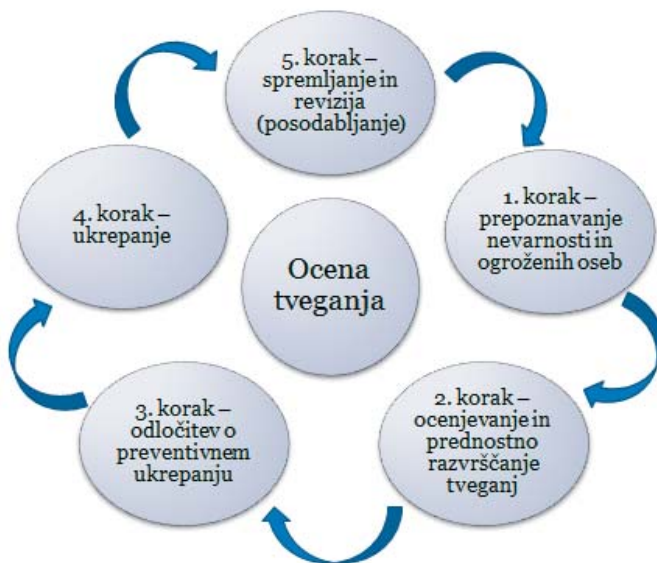 5. korak –
spremljanje in
revizija
(posodabljanje)
1. korak –
prepoznavanje
nevarnosti in
ogroženih oseb
2. korak –
ocenjevanje in
prednostno
razvrščanje
tveganj
3. korak –
odločitev o
preventivnem
ukrepanju
4. korak –
ukrepanje
Ocena
tveganja